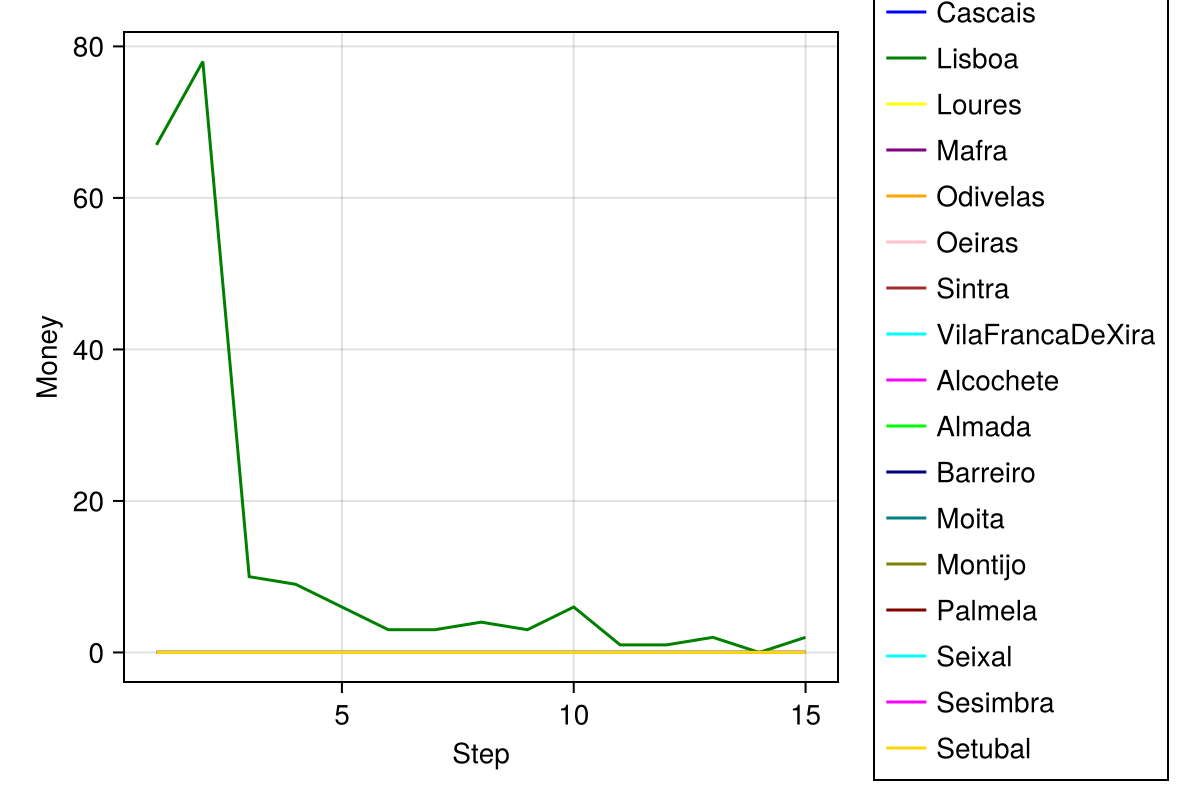 80
60
40
20
0
Money
5
10
15
Step
Cascais
Lisboa
Loures
Mafra
Odivelas
Oeiras
Sintra
VilaFrancaDeXira
Alcochete
Almada
Barreiro
Moita
Montijo
Palmela
Seixal
Sesimbra
Setubal